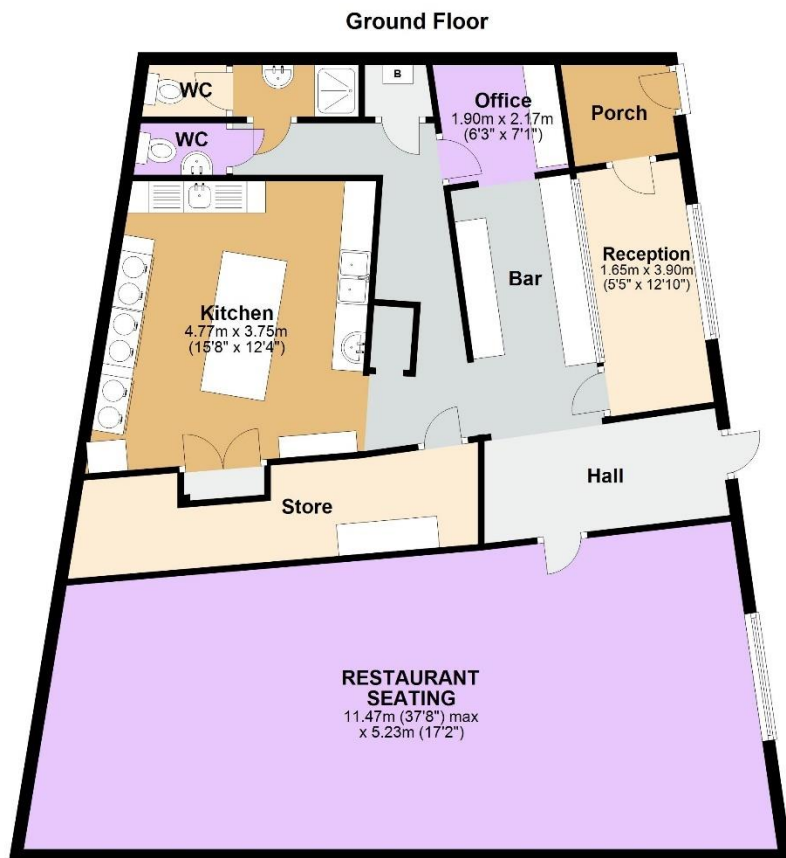 Ground Floor
WC
B
Office
1.90m x 2.17m
(6'3" x 7'1")
Porch
WC
Reception
1.65m x 3.90m
(5'5" x 12'10")
Bar
Kitchen
4.77m x 3.75m
(15'8" x 12'4")
Hall
Store
RESTAURANT
SEATING
11.47m (37'8") max
x 5.23m (17'2")